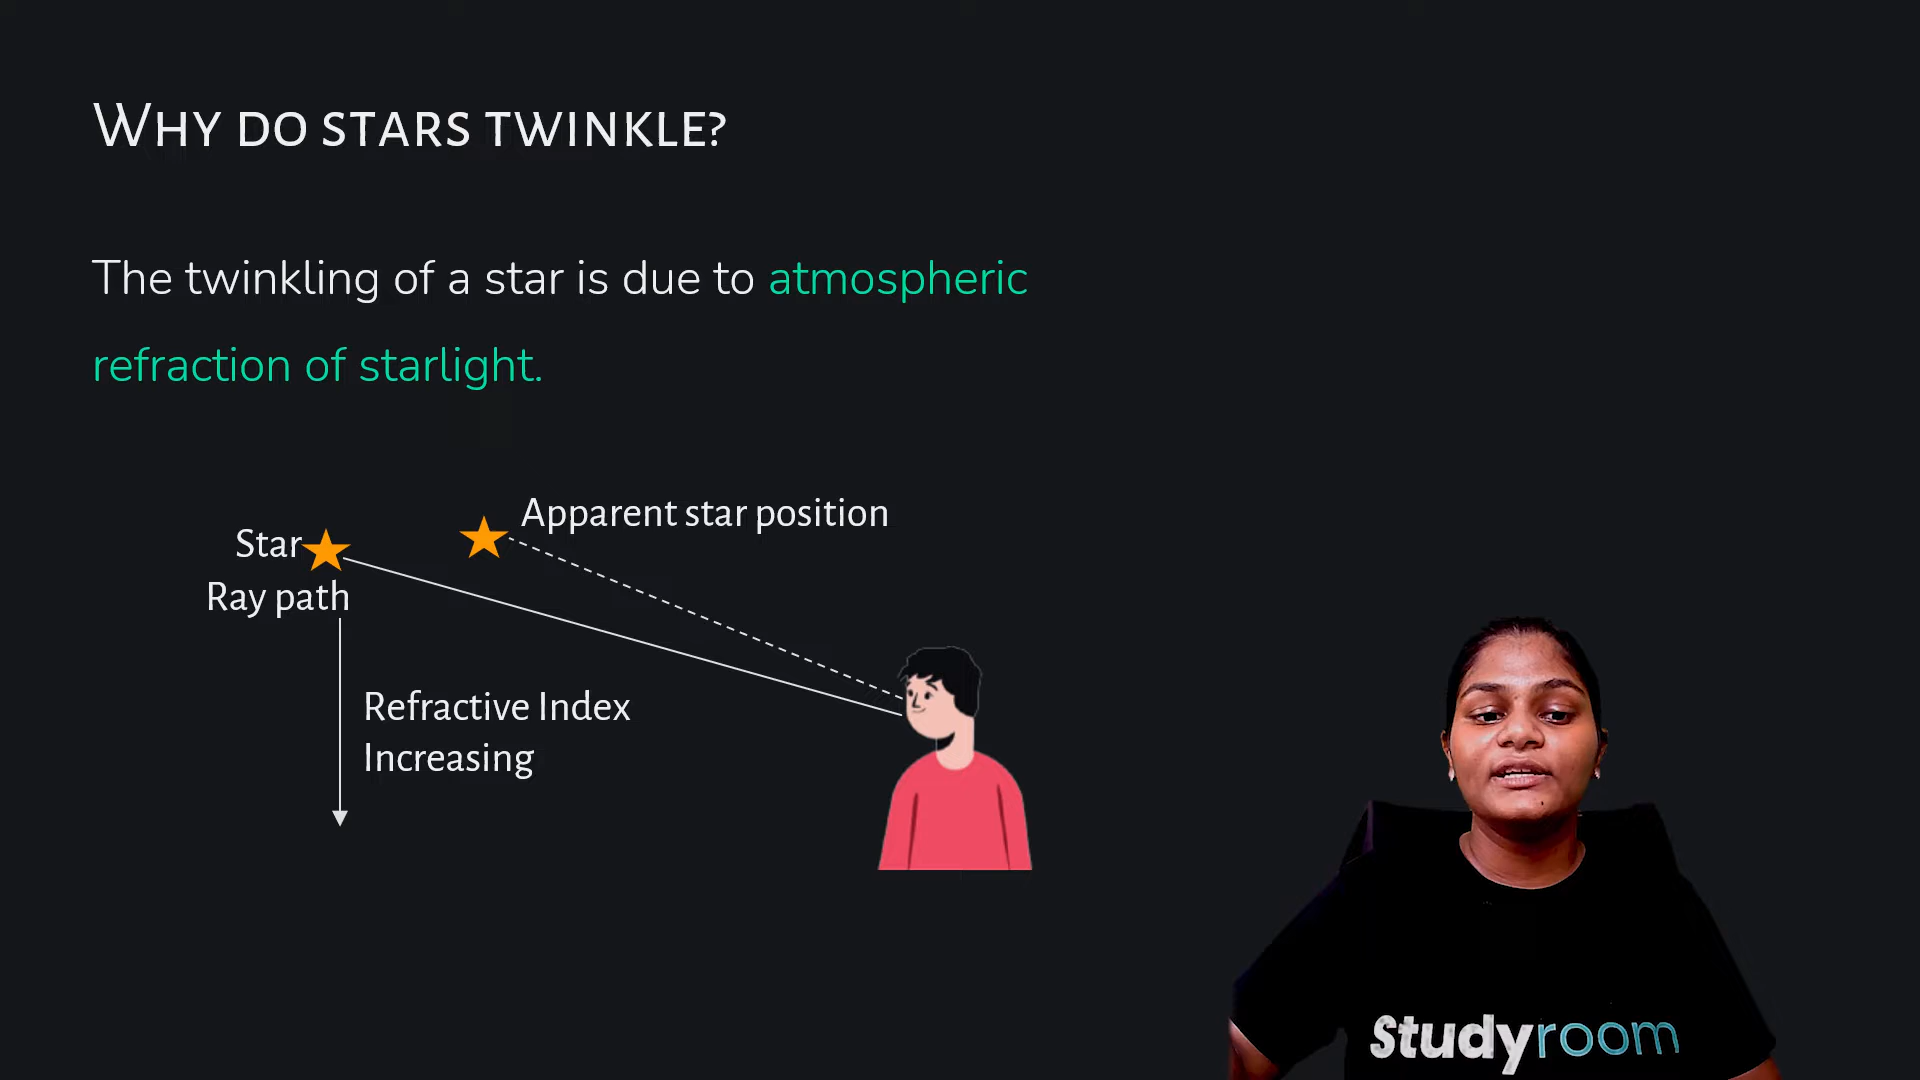 Why do stars twinkle?
The twinkling of a star is due to atmospheric
refraction of starlight.
Apparent star position
Star
Ray path
Refractive Index
Increasing
Studyroom